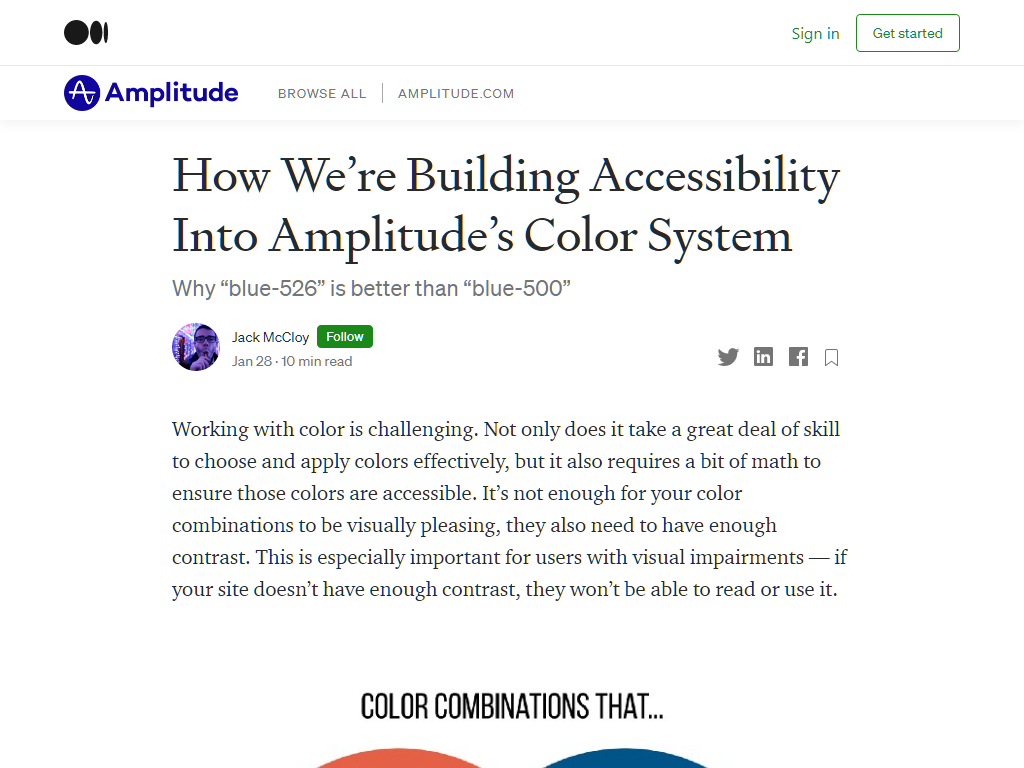 Sign in
Get started
Amplitude
BROWSE ALL
AMPLITUDE.COM
How We’re Building Accessibility
Into Amplitude’s Color System
Why “blue-526” is better than “blue-500”
Jack McCloy
Follow
Jan 28 · 10 min read
Working with color is challenging. Not only does it take a great deal of skill
to choose and apply colors effectively, but it also requires a bit of math to
ensure those colors are accessible. It’s not enough for your color
combinations to be visually pleasing, they also need to have enough
contrast. This is especially important for users with visual impairments — if
your site doesn’t have enough contrast, they won’t be able to read or use it.
COLOR COMBINATIONS THAT...